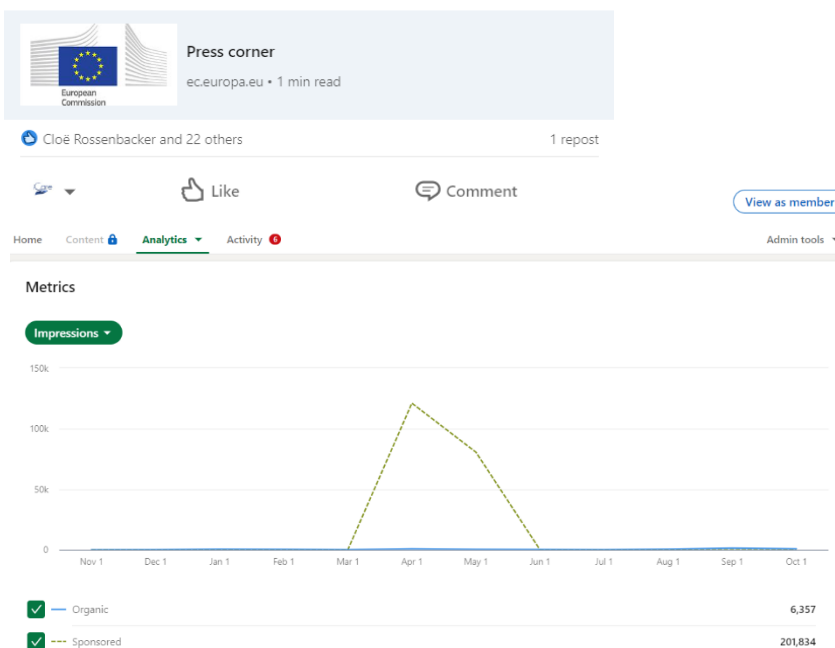 European
Commission
Press corner
ec.europa.eu • 1 min read
Cloë Rossenbacker and 22 others
1 repost
Care
Like
Comment
View as member
Home
Content
Analytics
Activity
6
Admin tools
Metrics
Impressions
150k
100k
50k
0
Nov 1
Dec 1
Jan 1
Feb 1
Mar 1
Apr 1
May 1
Jun 1
Jul 1
Aug 1
Sep 1
Oct 1
Organic
6,357
Sponsored
201,834